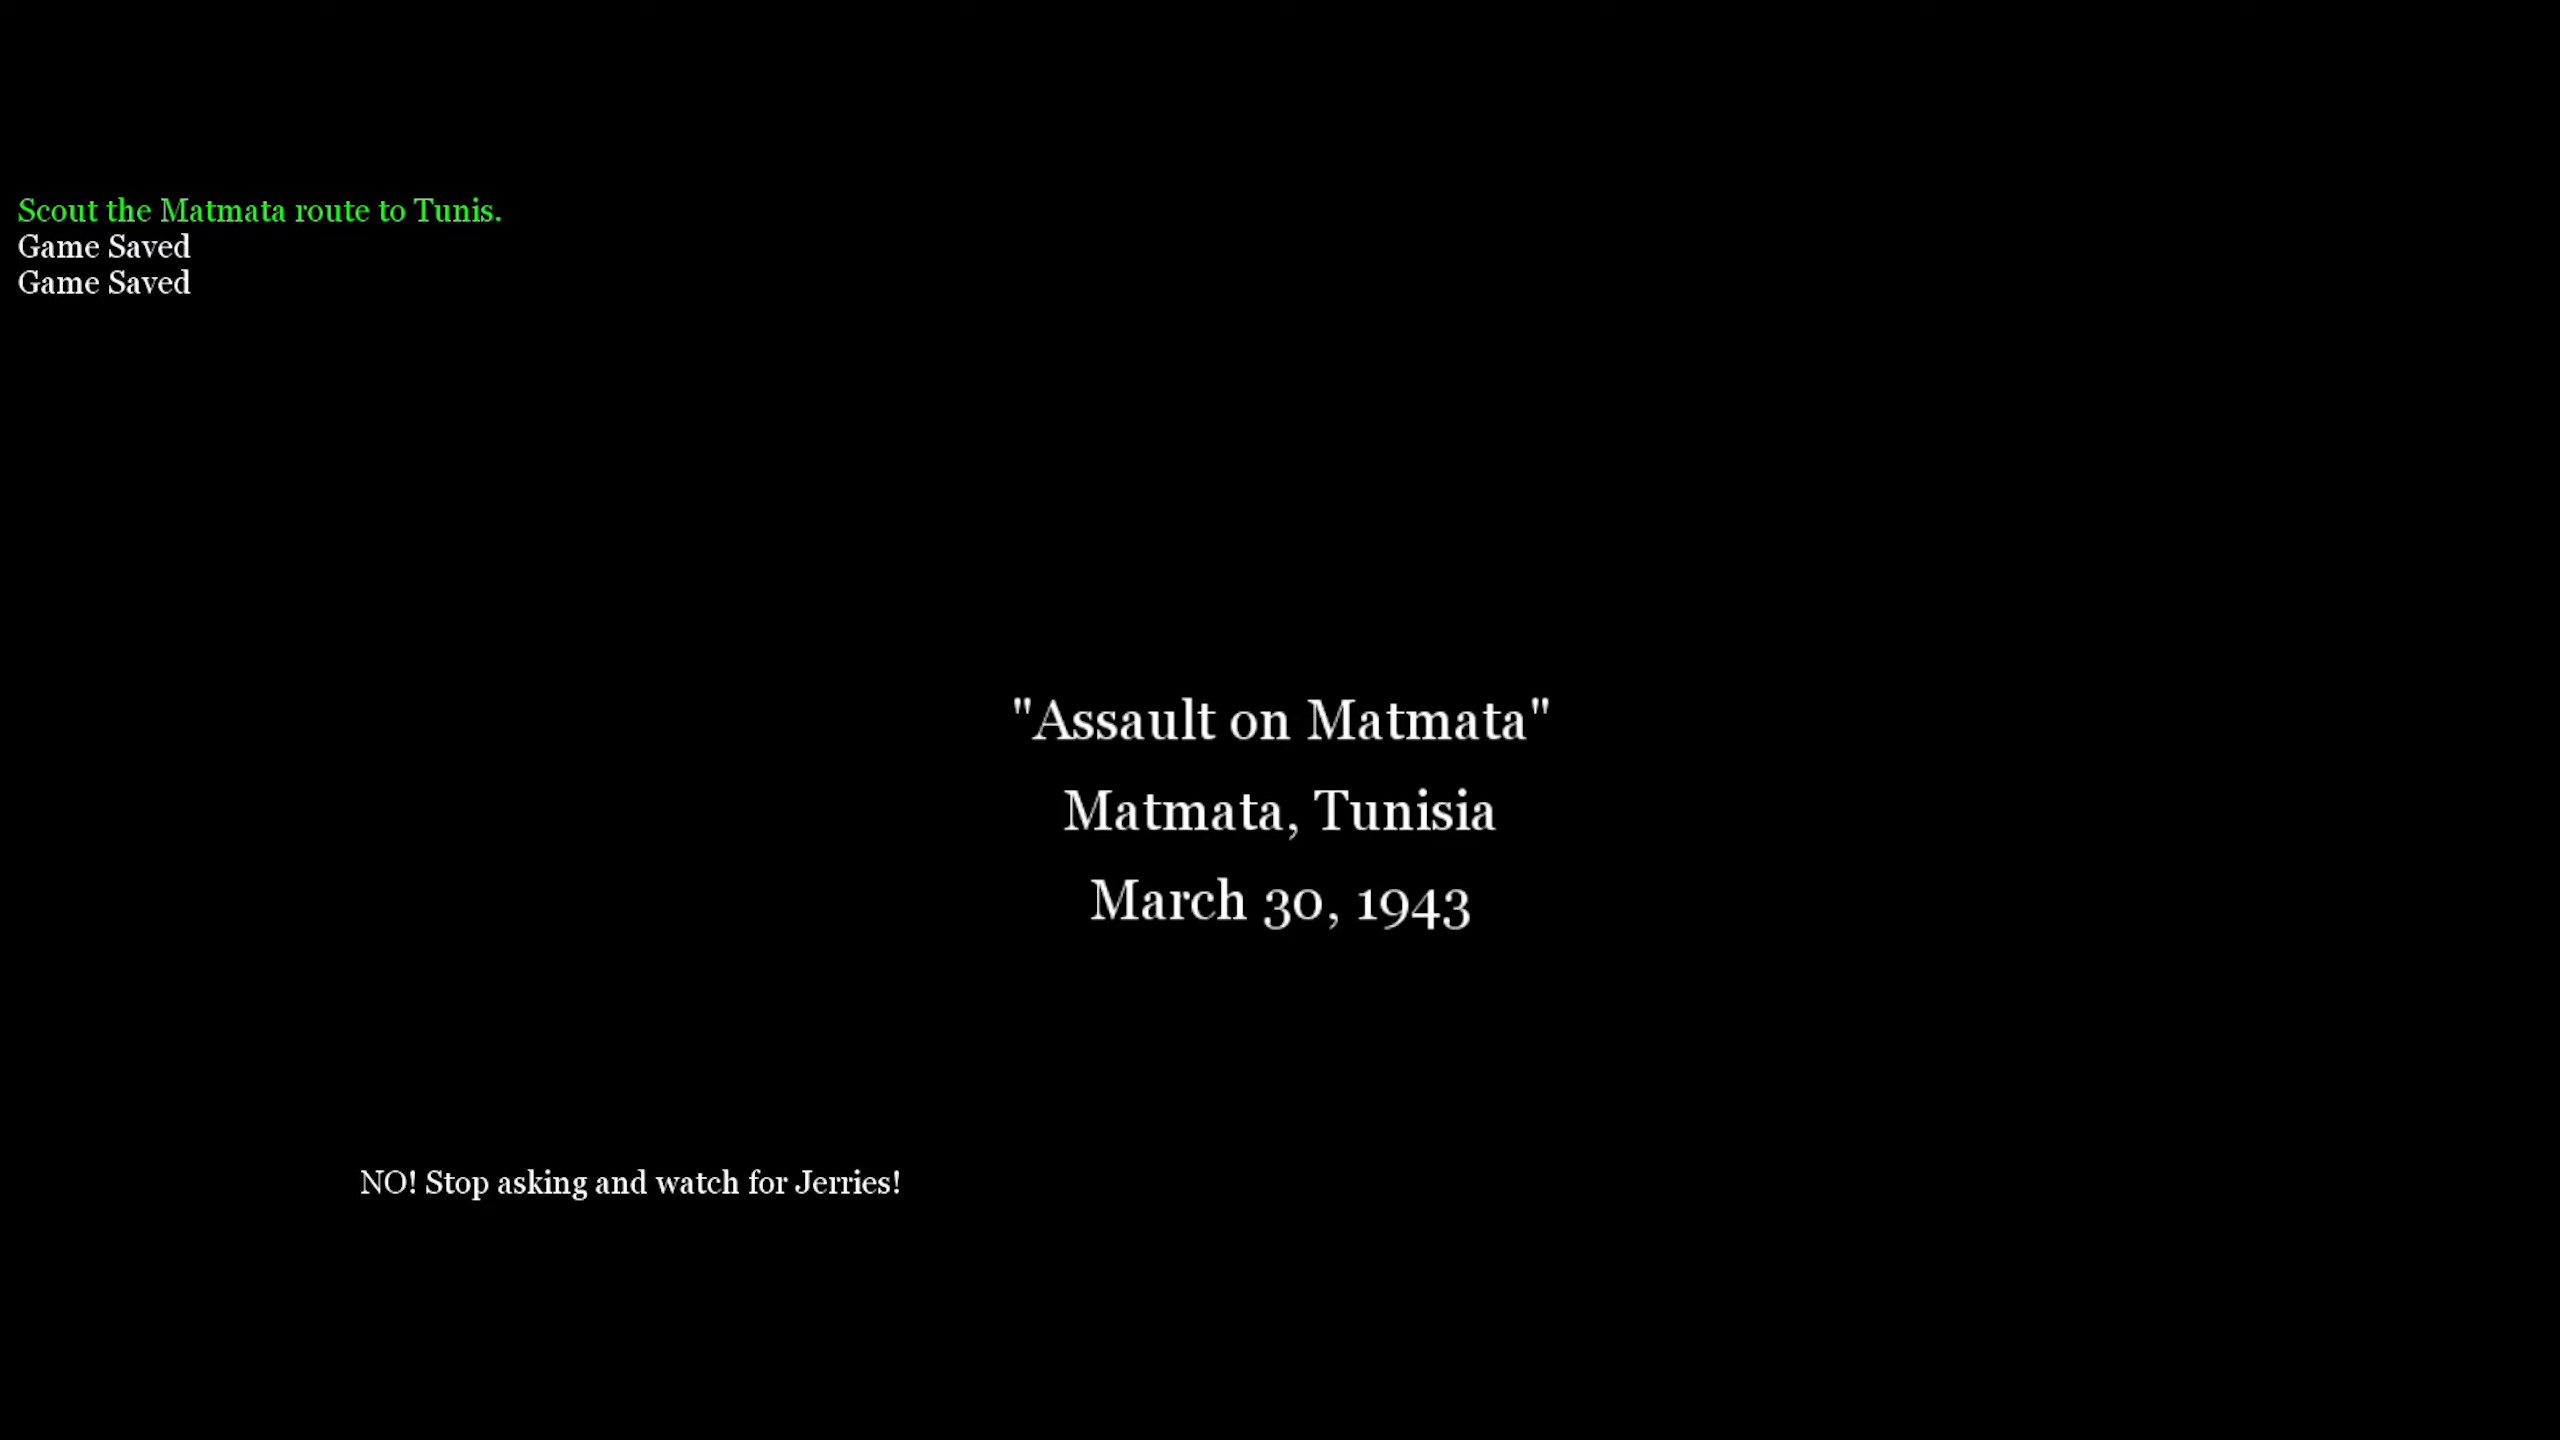 Scout the Matmata route to Tunis.
Game Saved
Game Saved
"Assault on Matmata"
Matmata, Tunisia
March 30, 1943
NO! Stop asking and watch for Jerries!